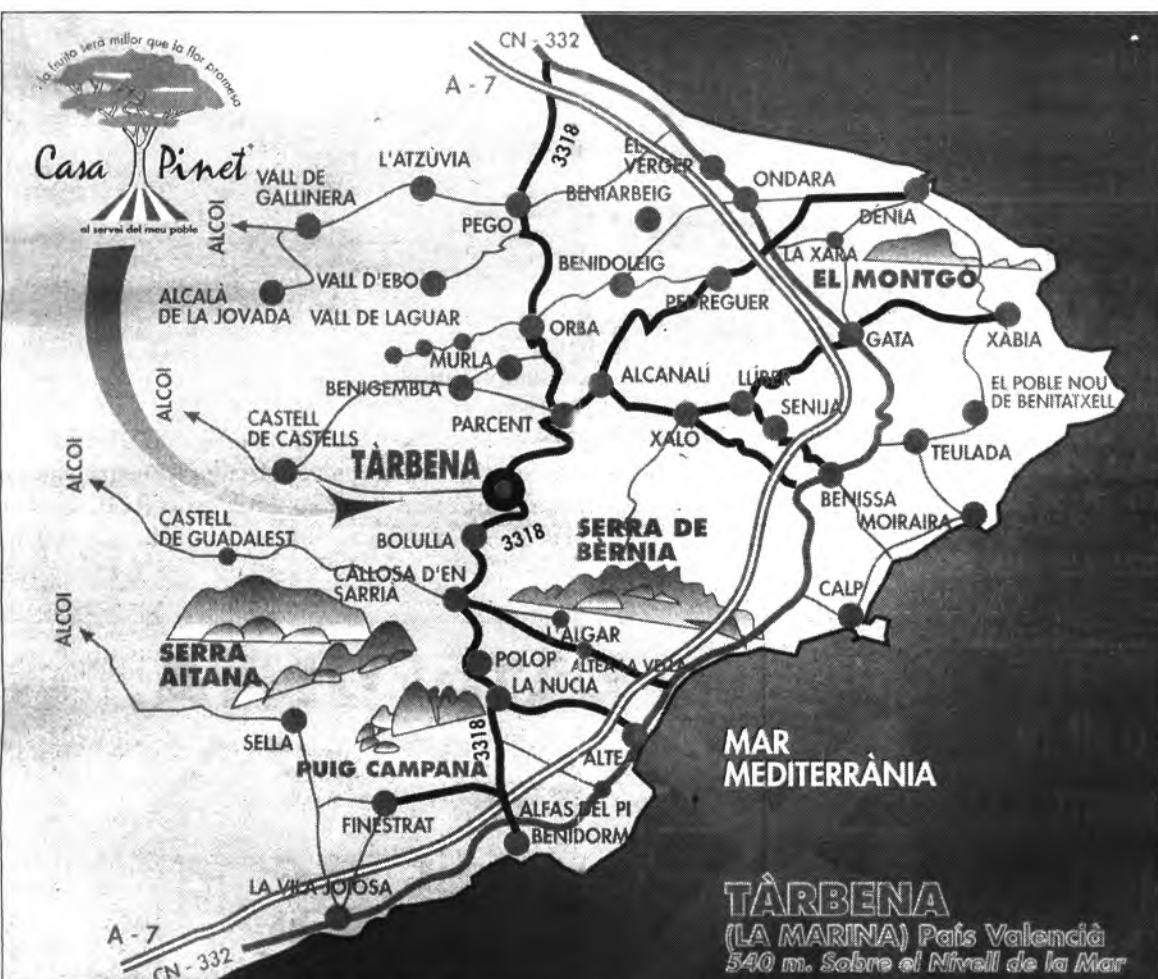 la fruita serà millor que la flor promesa
Casa Pinet
al servei del meu poble
CN - 332
A - 7
3318
L'ATZÙVIA
VALL DE
GALLINERA
ALCOI
PEGO
EL
VERGER
BENIARBEIG
ONDARA
DÉNIA
LA XARA
EL MONTGÒ
ALCALÀ
DE LA JOVADA
VALL D'EBO
BENIDOLEIG
PEDREGUER
VALL DE LAGUAR
ORBA
GATA
XÀBIA
MURLA
BENIGEMBLA
ALCANALÍ
LLÍBER
SENIJA
EL POBLE NOU
DE BENITATXELL
ALCOI
PARCENT
XALO
CASTELL
DE CASTELLS
TÀRBENA
TEULADA
BENISSA
MOIRAIRA
ALCOI
CASTELL
DE GUADALEST
BOLULLA
3318
SERRA DE
BÈRNIA
CALLOSA D'EN
SARRIÀ
CALP
ALCOI
L'ALGAR
ALTEA LA VELLA
SERRA
AITANA
POLOP
LA NUCIA
SELLA
3318
ALTEA
PUIG CAMPANA
MAR
MEDITERRÀNIA
FINESTRAT
ALFAS DEL PI
BENIDORM
LA VILA JOIOSA
A - 7
CN - 332
TÀRBENA
(LA MARINA) País Valencià
540 m. Sobre el Nivell de la Mar